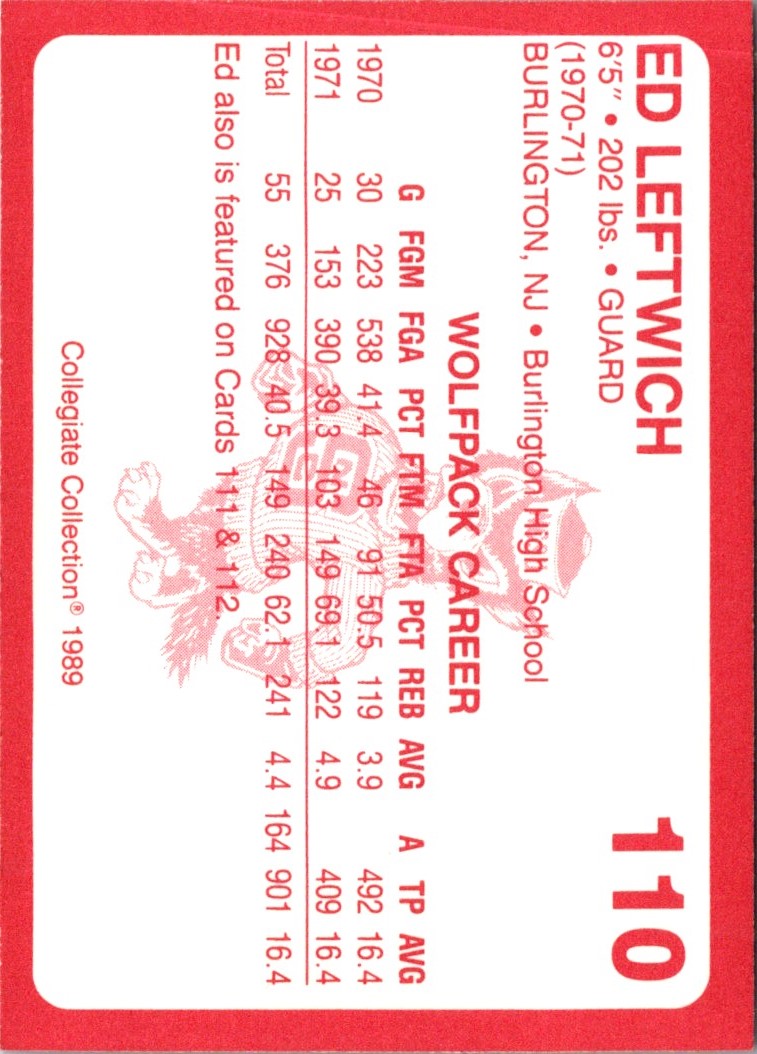 ED LEFTWICH 110
6'5" • 202 lbs. • GUARD
(1970-71)
BURLINGTON, NJ • Burlington High School
WOLFPACK CAREER
G FGM FGA PCT FTM FTA PCT REB AVG A TP AVG
1970 30 223 538 41.4 46 91 50.5 119 3.9 492 16.4
1971 25 153 390 39.3 103 149 69.1 122 4.9 409 16.4
Total 55 376 928 40.5 149 240 62.1 241 4.4 164 901 16.4
Ed also is featured on Cards 111 & 112.
Collegiate Collection® 1989